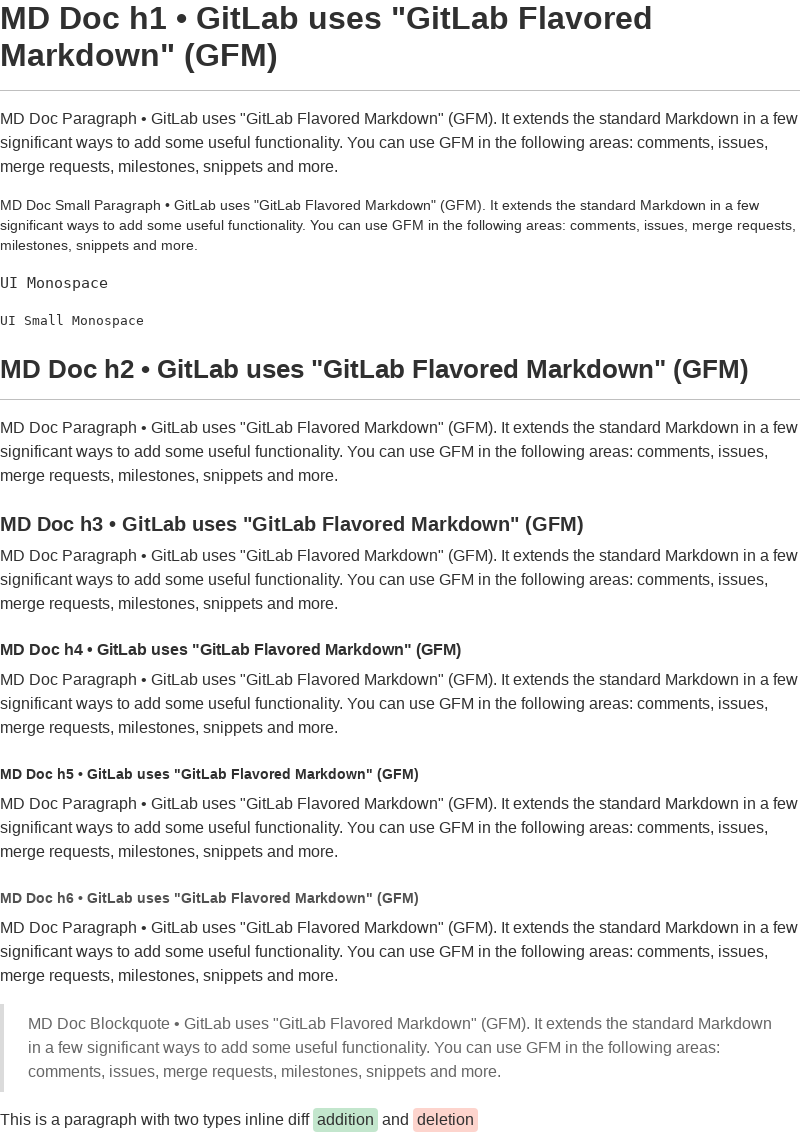 MD Doc h1 • GitLab uses "GitLab Flavored
Markdown" (GFM)
MD Doc Paragraph • GitLab uses "GitLab Flavored Markdown" (GFM). It extends the standard Markdown in a few
significant ways to add some useful functionality. You can use GFM in the following areas: comments, issues,
merge requests, milestones, snippets and more.
MD Doc Small Paragraph • GitLab uses "GitLab Flavored Markdown" (GFM). It extends the standard Markdown in a few
significant ways to add some useful functionality. You can use GFM in the following areas: comments, issues, merge requests,
milestones, snippets and more.
UI Monospace
UI Small Monospace
MD Doc h2 • GitLab uses "GitLab Flavored Markdown" (GFM)
MD Doc Paragraph • GitLab uses "GitLab Flavored Markdown" (GFM). It extends the standard Markdown in a few
significant ways to add some useful functionality. You can use GFM in the following areas: comments, issues,
merge requests, milestones, snippets and more.
MD Doc h3 • GitLab uses "GitLab Flavored Markdown" (GFM)
MD Doc Paragraph • GitLab uses "GitLab Flavored Markdown" (GFM). It extends the standard Markdown in a few
significant ways to add some useful functionality. You can use GFM in the following areas: comments, issues,
merge requests, milestones, snippets and more.
MD Doc h4 • GitLab uses "GitLab Flavored Markdown" (GFM)
MD Doc Paragraph • GitLab uses "GitLab Flavored Markdown" (GFM). It extends the standard Markdown in a few
significant ways to add some useful functionality. You can use GFM in the following areas: comments, issues,
merge requests, milestones, snippets and more.
MD Doc h5 • GitLab uses "GitLab Flavored Markdown" (GFM)
MD Doc Paragraph • GitLab uses "GitLab Flavored Markdown" (GFM). It extends the standard Markdown in a few
significant ways to add some useful functionality. You can use GFM in the following areas: comments, issues,
merge requests, milestones, snippets and more.
MD Doc h6 • GitLab uses "GitLab Flavored Markdown" (GFM)
MD Doc Paragraph • GitLab uses "GitLab Flavored Markdown" (GFM). It extends the standard Markdown in a few
significant ways to add some useful functionality. You can use GFM in the following areas: comments, issues,
merge requests, milestones, snippets and more.
MD Doc Blockquote • GitLab uses "GitLab Flavored Markdown" (GFM). It extends the standard Markdown
in a few significant ways to add some useful functionality. You can use GFM in the following areas:
comments, issues, merge requests, milestones, snippets and more.
This is a paragraph with two types inline diff addition and deletion